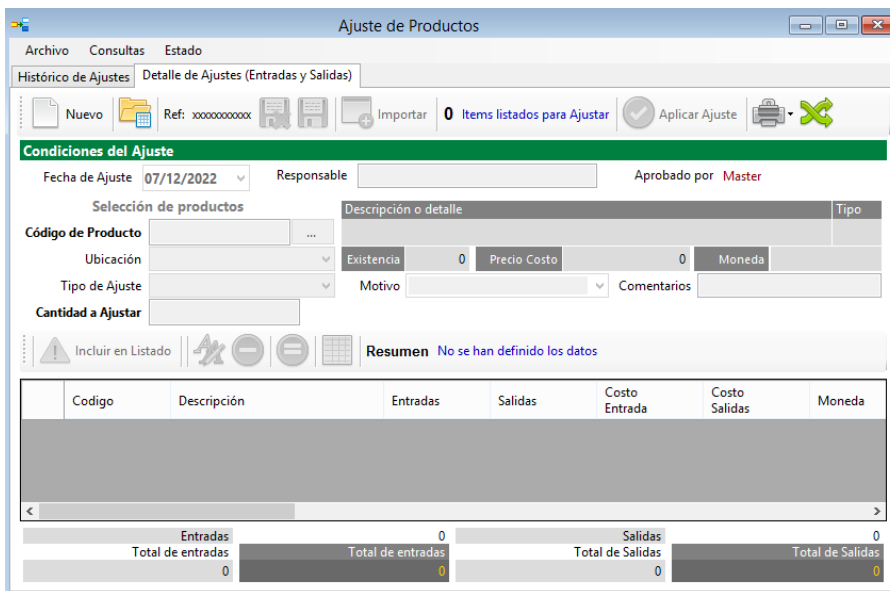 Ajuste de Productos
Archivo Consultas Estado
Histórico de Ajustes Detalle de Ajustes (Entradas y Salidas)
Nuevo Ref: xxxxxxxxxxx Importar 0 Items listados para Ajustar Aplicar Ajuste
Condiciones del Ajuste
Fecha de Ajuste 07/12/2022 Responsable Aprobado por Master
Selección de productos Descripción o detalle Tipo
Código de Producto ...
Ubicación Existencia 0 Precio Costo 0 Moneda
Tipo de Ajuste Motivo Comentarios
Cantidad a Ajustar
Incluir en Listado Resumen No se han definido los datos
Codigo Descripción Entradas Salidas Costo Entrada Costo Salidas Moneda
Entradas 0 Salidas 0
Total de entradas Total de entradas Total de Salidas Total de Salidas
0 0 0 0